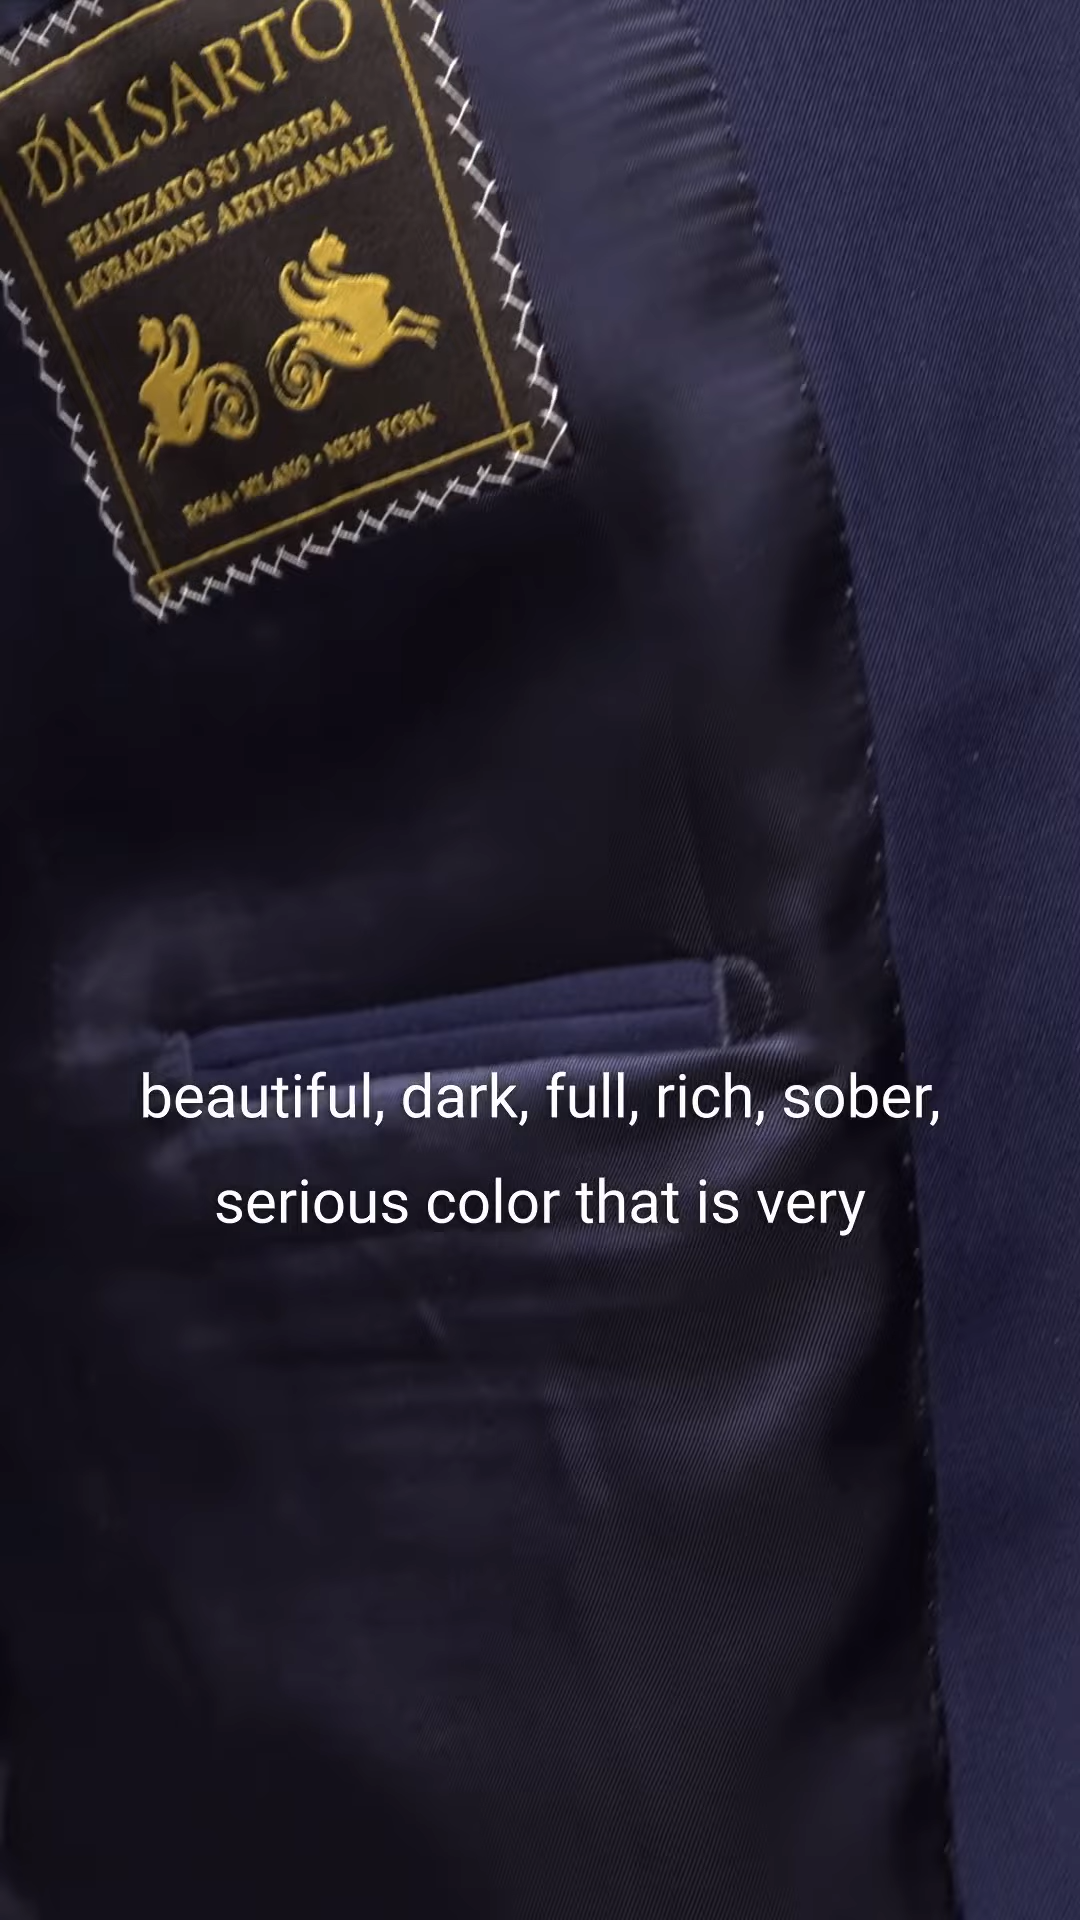 DALSARTO
REALIZZATO SU MISURA
LAVORAZIONE ARTIGIANALE
ROMA · MILANO · NEW YORK
beautiful, dark, full, rich, sober,
serious color that is very